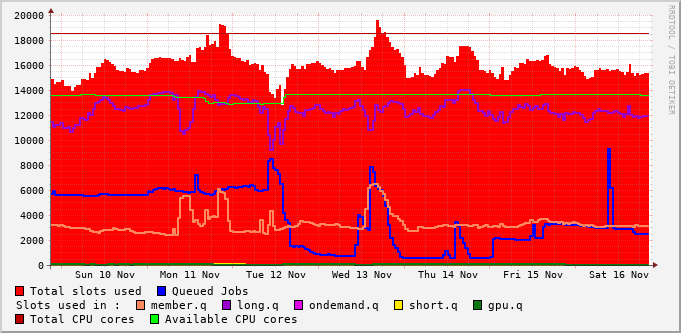 20000
18000
16000
14000
12000
10000
8000
6000
4000
2000
0
Sun 10 Nov Mon 11 Nov Tue 12 Nov Wed 13 Nov Thu 14 Nov Fri 15 Nov Sat 16 Nov
RRDTOOL / TOBI OETIKER
Total slots used Queued Jobs
Slots used in : member.q long.q ondemand.q short.q gpu.q
Total CPU cores Available CPU cores